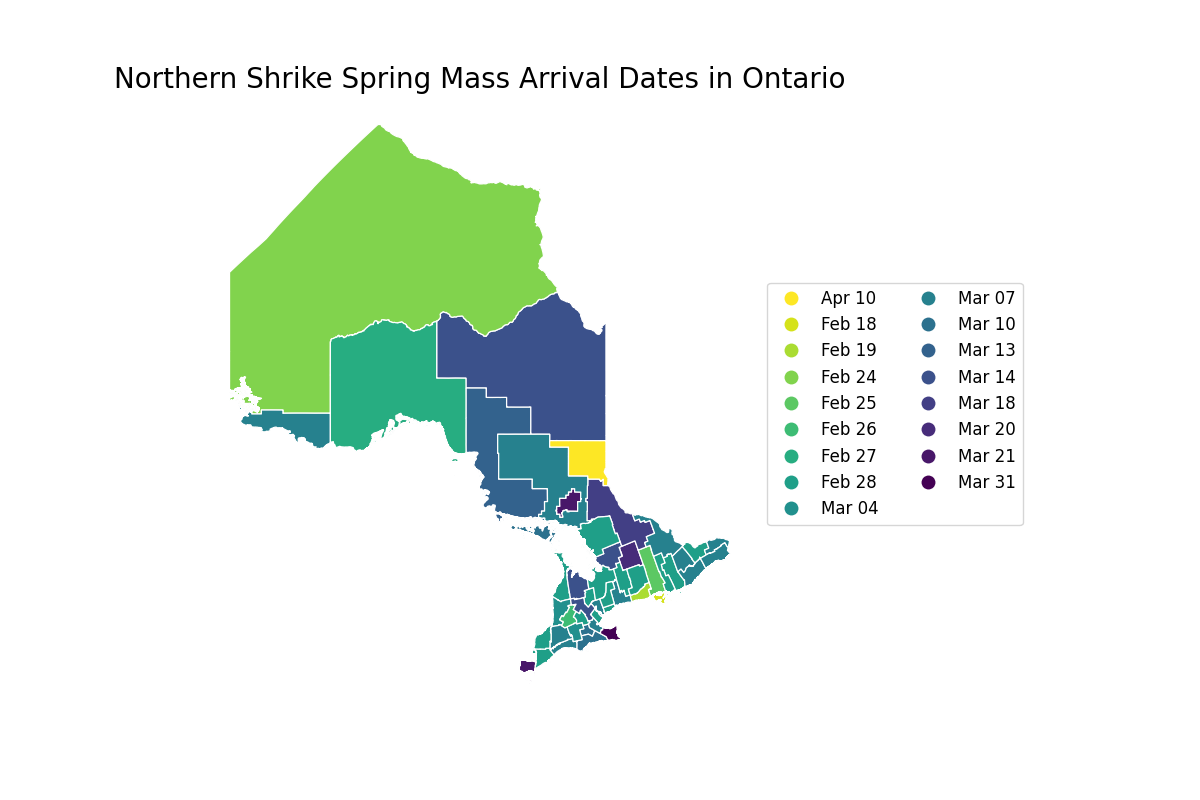 Northern Shrike Spring Mass Arrival Dates in Ontario
Apr 10
Feb 18
Feb 19
Feb 24
Feb 25
Feb 26
Feb 27
Feb 28
Mar 04
Mar 07
Mar 10
Mar 13
Mar 14
Mar 18
Mar 20
Mar 21
Mar 31